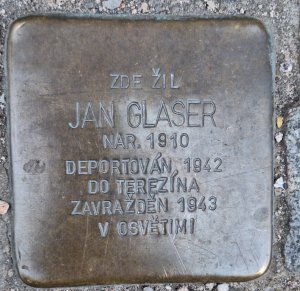 ZDE ŽIL
JAN GLASER
NAR. 1910
DEPORTOVÁN 1942
DO TEREZÍNA
ZAVRAŽDĚN 1943
V OSVĚTIMI